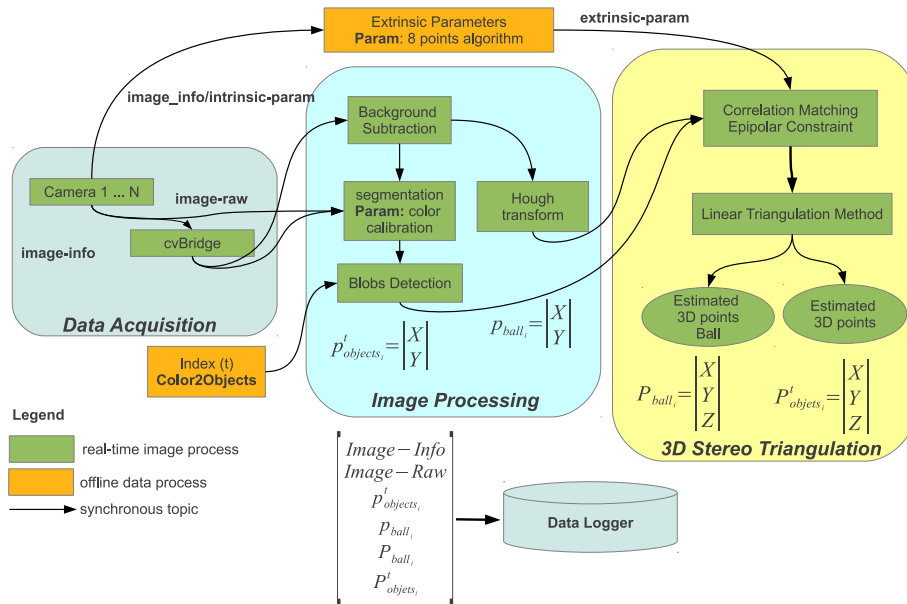 Extrinsic Parameters
Param: 8 points algorithm
extrinsic-param
image_info/intrinsic-param
Background
Subtraction
Correlation Matching
Epipolar Constraint
Camera 1 ... N
image-raw
segmentation
Param: color
calibration
Hough
transform
Linear Triangulation Method
image-info
cvBridge
Blobs Detection
Data Acquisition
Estimated
3D points
Ball
Estimated
3D points
p^t_{objects_i}=|X Y|
p_{ball_i}=|X Y|
Index (t)
Color2Objects
Image Processing
P_{ball_i}=|X Y Z|
P^t_{objets_i}=|X Y Z|
3D Stereo Triangulation
Legend
real-time image process
offline data process
synchronous topic
Image−Info
Image−Raw
p^t_{objects_i}
p_{ball_i}
P_{ball_i}
P^t_{objets_i}
Data Logger